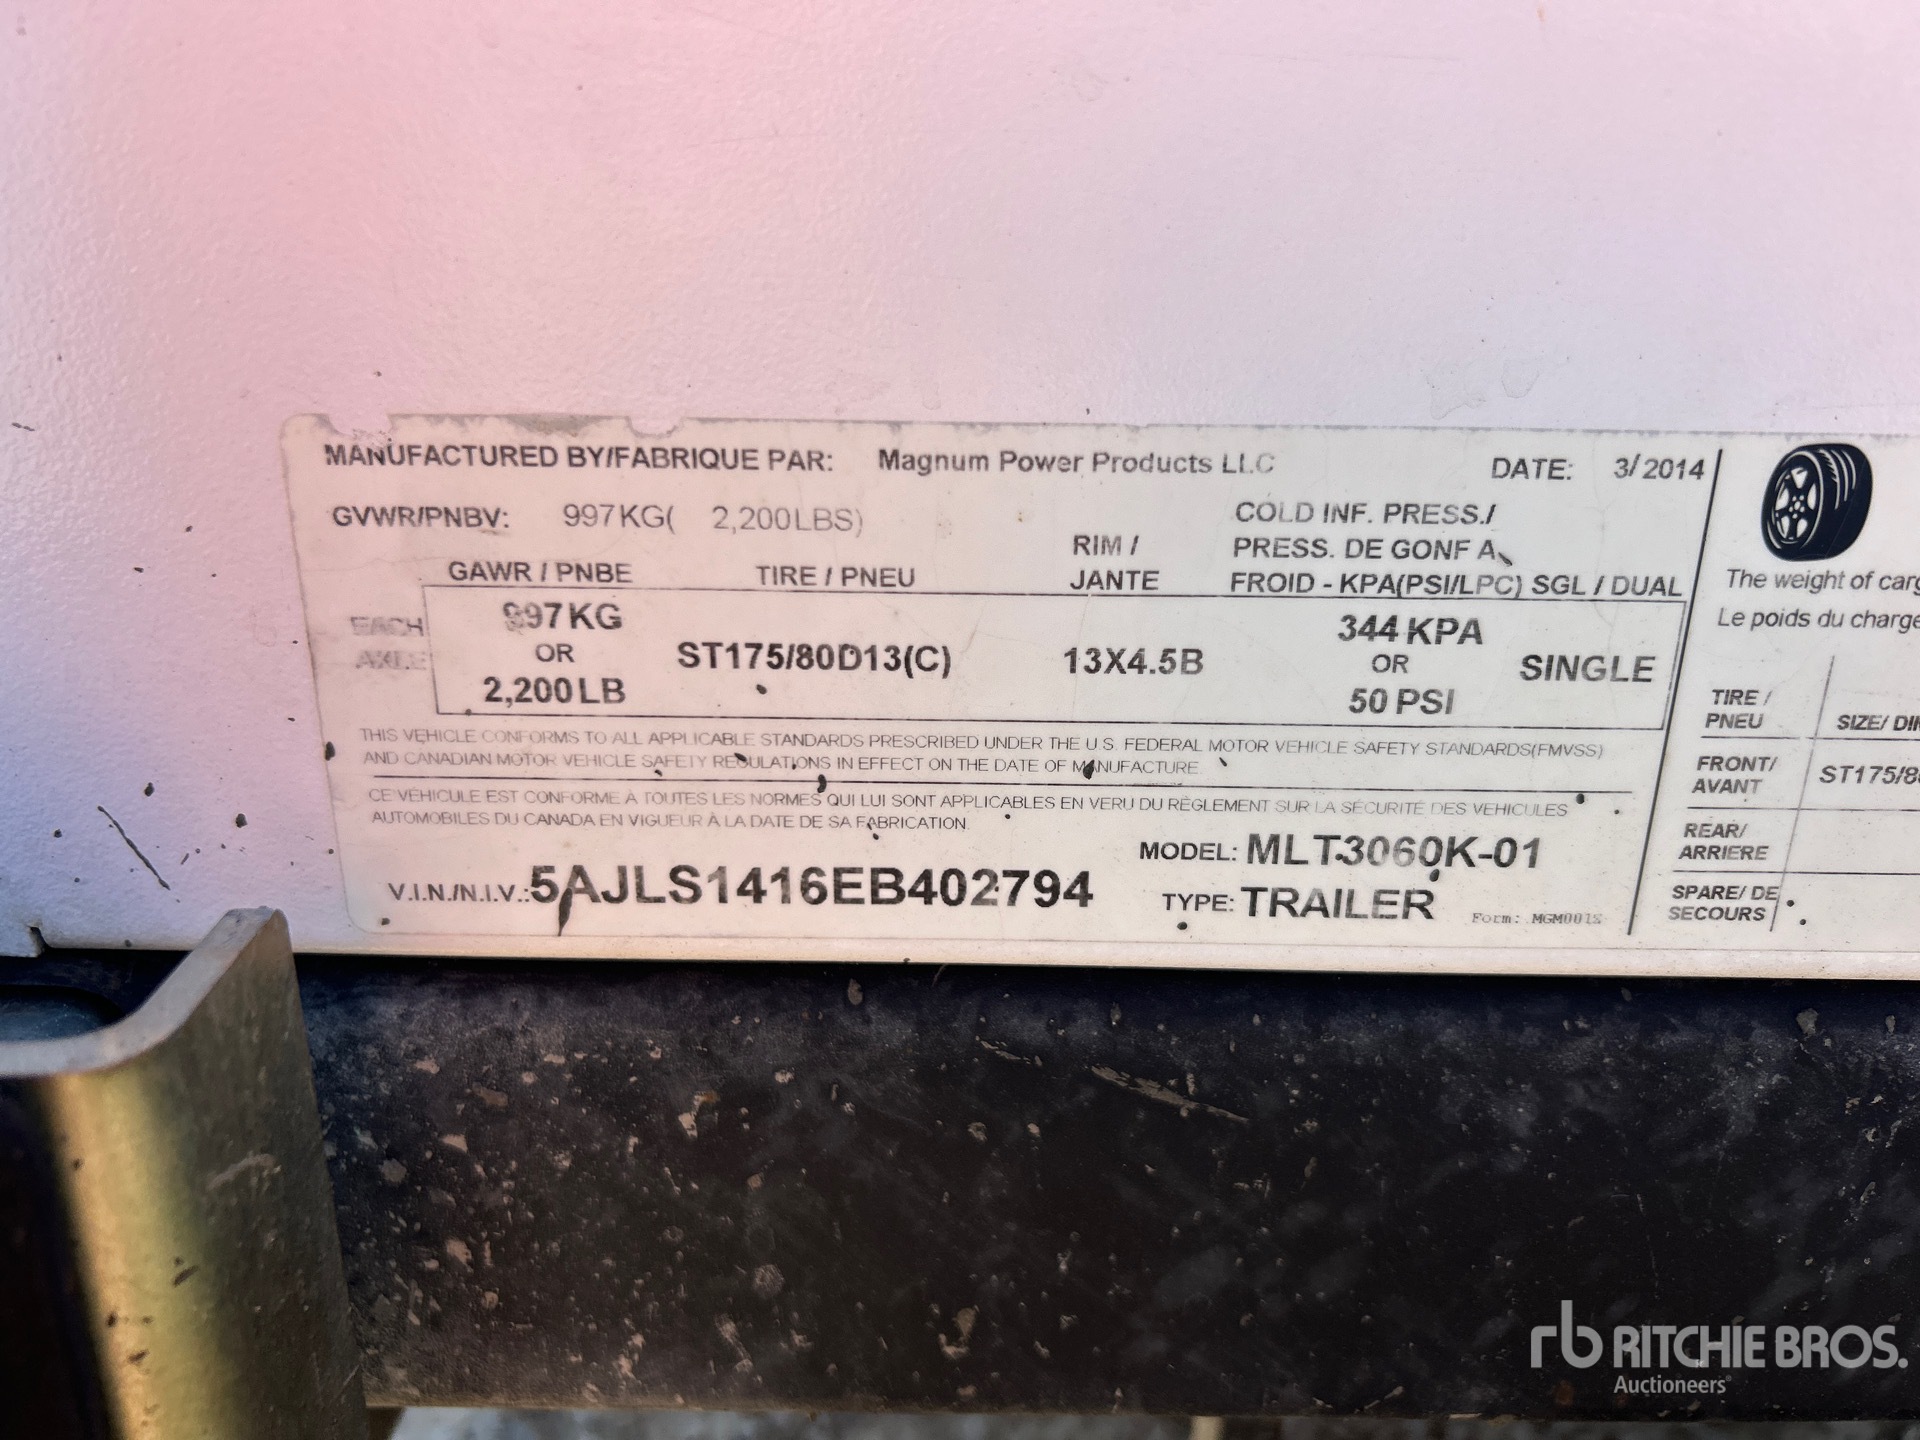 MANUFACTURED BY/FABRIQUE PAR: Magnum Power Products LLC DATE: 3/2014
GVWR/PNBV: 997KG( 2,200LBS)
COLD INF. PRESS./
RIM / PRESS. DE GONF A
GAWR / PNBE TIRE / PNEU JANTE FROID - KPA(PSI/LPC) SGL / DUAL
EACH 997KG 344 KPA
AXLE OR ST175/80D13(C) 13X4.5B OR SINGLE
2,200LB 50 PSI
THIS VEHICLE CONFORMS TO ALL APPLICABLE STANDARDS PRESCRIBED UNDER THE U.S. FEDERAL MOTOR VEHICLE SAFETY STANDARDS(FMVSS)
AND CANADIAN MOTOR VEHICLE SAFETY REGULATIONS IN EFFECT ON THE DATE OF MANUFACTURE
CE VÉHICULE EST CONFORME À TOUTES LES NORMES QUI LUI SONT APPLICABLES EN VERU DU RÈGLEMENT SUR LA SÉCURITÉ DES VEHICULES
AUTOMOBILES DU CANADA EN VIGUEUR À LA DATE DE SA FABRICATION.
MODEL: MLT3060K-01
V.I.N./N.I.V.: 5AJLS1416EB402794
TYPE: TRAILER Form: MGM001S
The weight of carg
Le poids du charge
TIRE /
PNEU SIZE/ DIM
FRONT/
AVANT ST175/8
REAR/
ARRIERE
SPARE/ DE
SECOURS
rb RITCHIE BROS.
Auctioneers